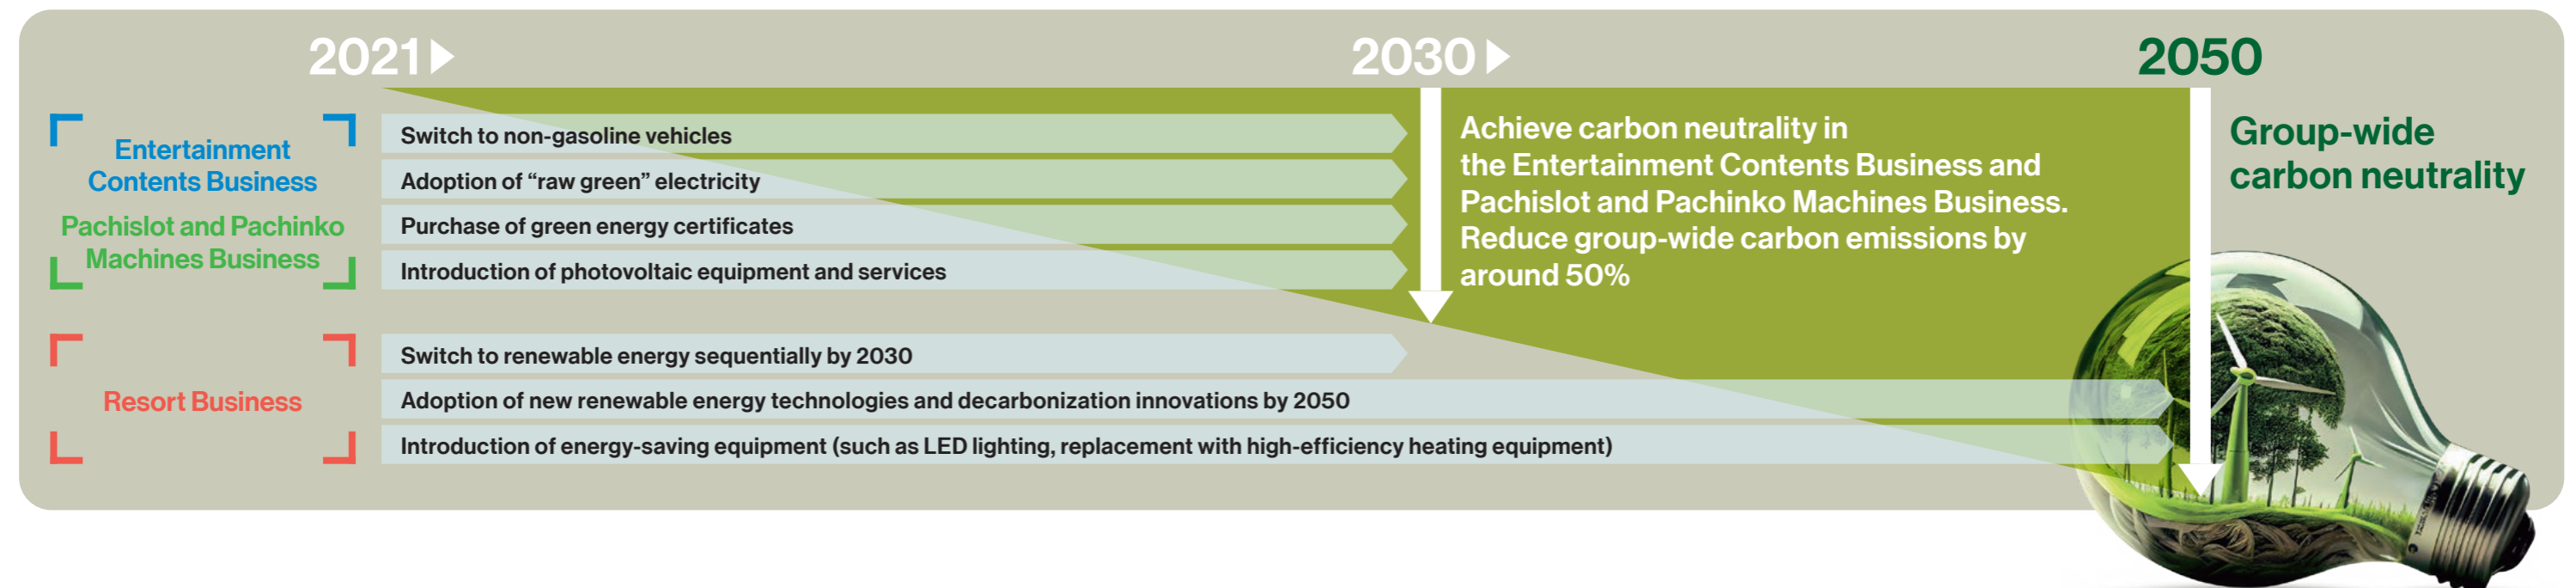 2021
2030
2050
Entertainment
Contents Business
Pachislot and Pachinko
Machines Business
Switch to non-gasoline vehicles
Adoption of “raw green” electricity
Purchase of green energy certificates
Introduction of photovoltaic equipment and services
Achieve carbon neutrality in
the Entertainment Contents Business and
Pachislot and Pachinko Machines Business.
Reduce group-wide carbon emissions by
around 50%
Group-wide
carbon neutrality
Resort Business
Switch to renewable energy sequentially by 2030
Adoption of new renewable energy technologies and decarbonization innovations by 2050
Introduction of energy-saving equipment (such as LED lighting, replacement with high-efficiency heating equipment)